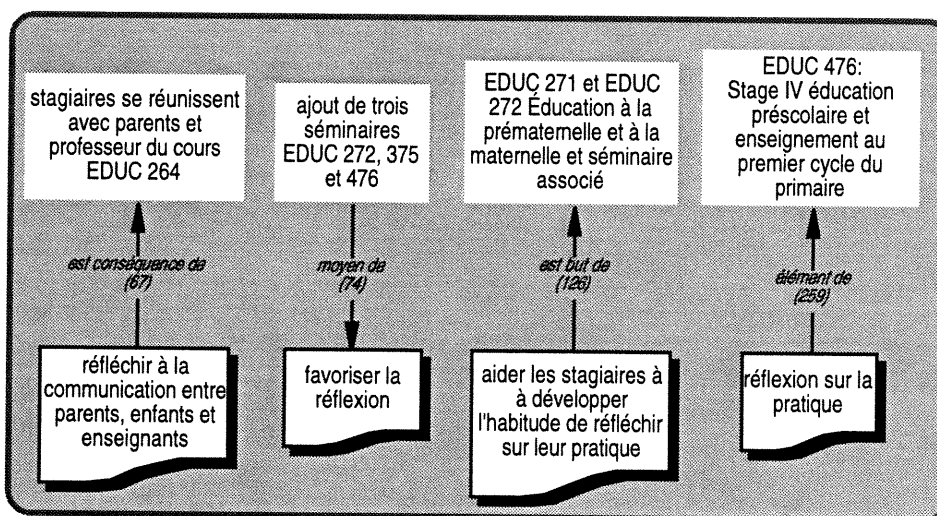 stagiaires se réunissent
avec parents et
professeur du cours
EDUC 264
ajout de trois
séminaires
EDUC 272, 375
et 476
EDUC 271 et EDUC
272 Éducation à la
prématernelle et à la
maternelle et séminaire
associé
EDUC 476:
Stage IV éducation
préscolaire et
enseignement au
premier cycle du
primaire
est conséquence de
(67)
moyen de
(74)
est but de
(126)
élément de
(259)
réfléchir à la
communication entre
parents, enfants et
enseignants
favoriser la
réflexion
aider les stagiaires à
à développer
l'habitude de réfléchir
sur leur pratique
réflexion sur la
pratique